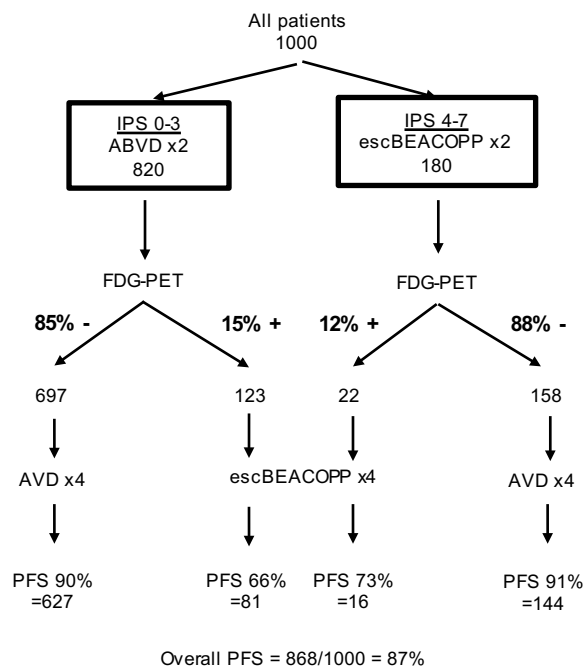 All patients
1000
IPS 0-3
ABVD x2
820
IPS 4-7
escBEACOPP x2
180
FDG-PET
FDG-PET
85% -
15% +
12% +
88% -
697
123
22
158
AVD x4
escBEACOPP x4
AVD x4
PFS 90%
=627
PFS 66%
=81
PFS 73%
=16
PFS 91%
=144
Overall PFS = 868/1000 = 87%